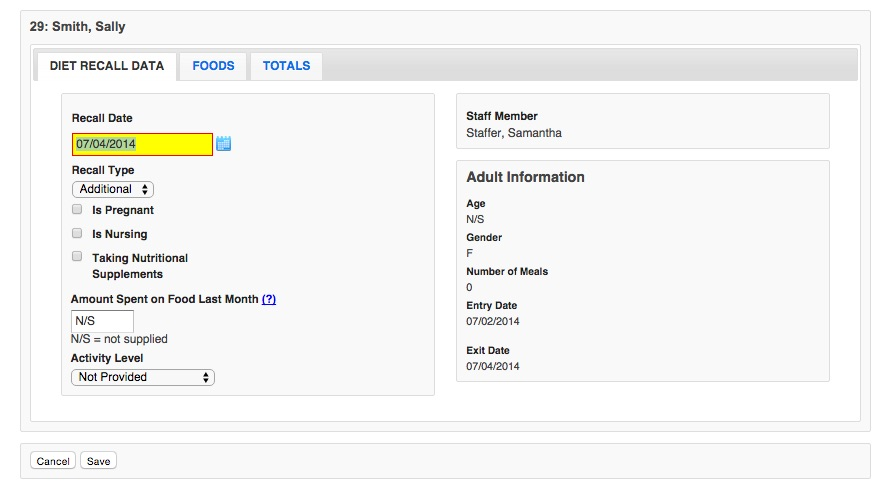 29: Smith, Sally
DIET RECALL DATA
FOODS
TOTALS
Recall Date
07/04/2014
Recall Type
Additional
Is Pregnant
Is Nursing
Taking Nutritional
Supplements
Amount Spent on Food Last Month (?)
N/S
N/S = not supplied
Activity Level
Not Provided
Staff Member
Staffer, Samantha
Adult Information
Age
N/S
Gender
F
Number of Meals
0
Entry Date
07/02/2014
Exit Date
07/04/2014
Cancel
Save